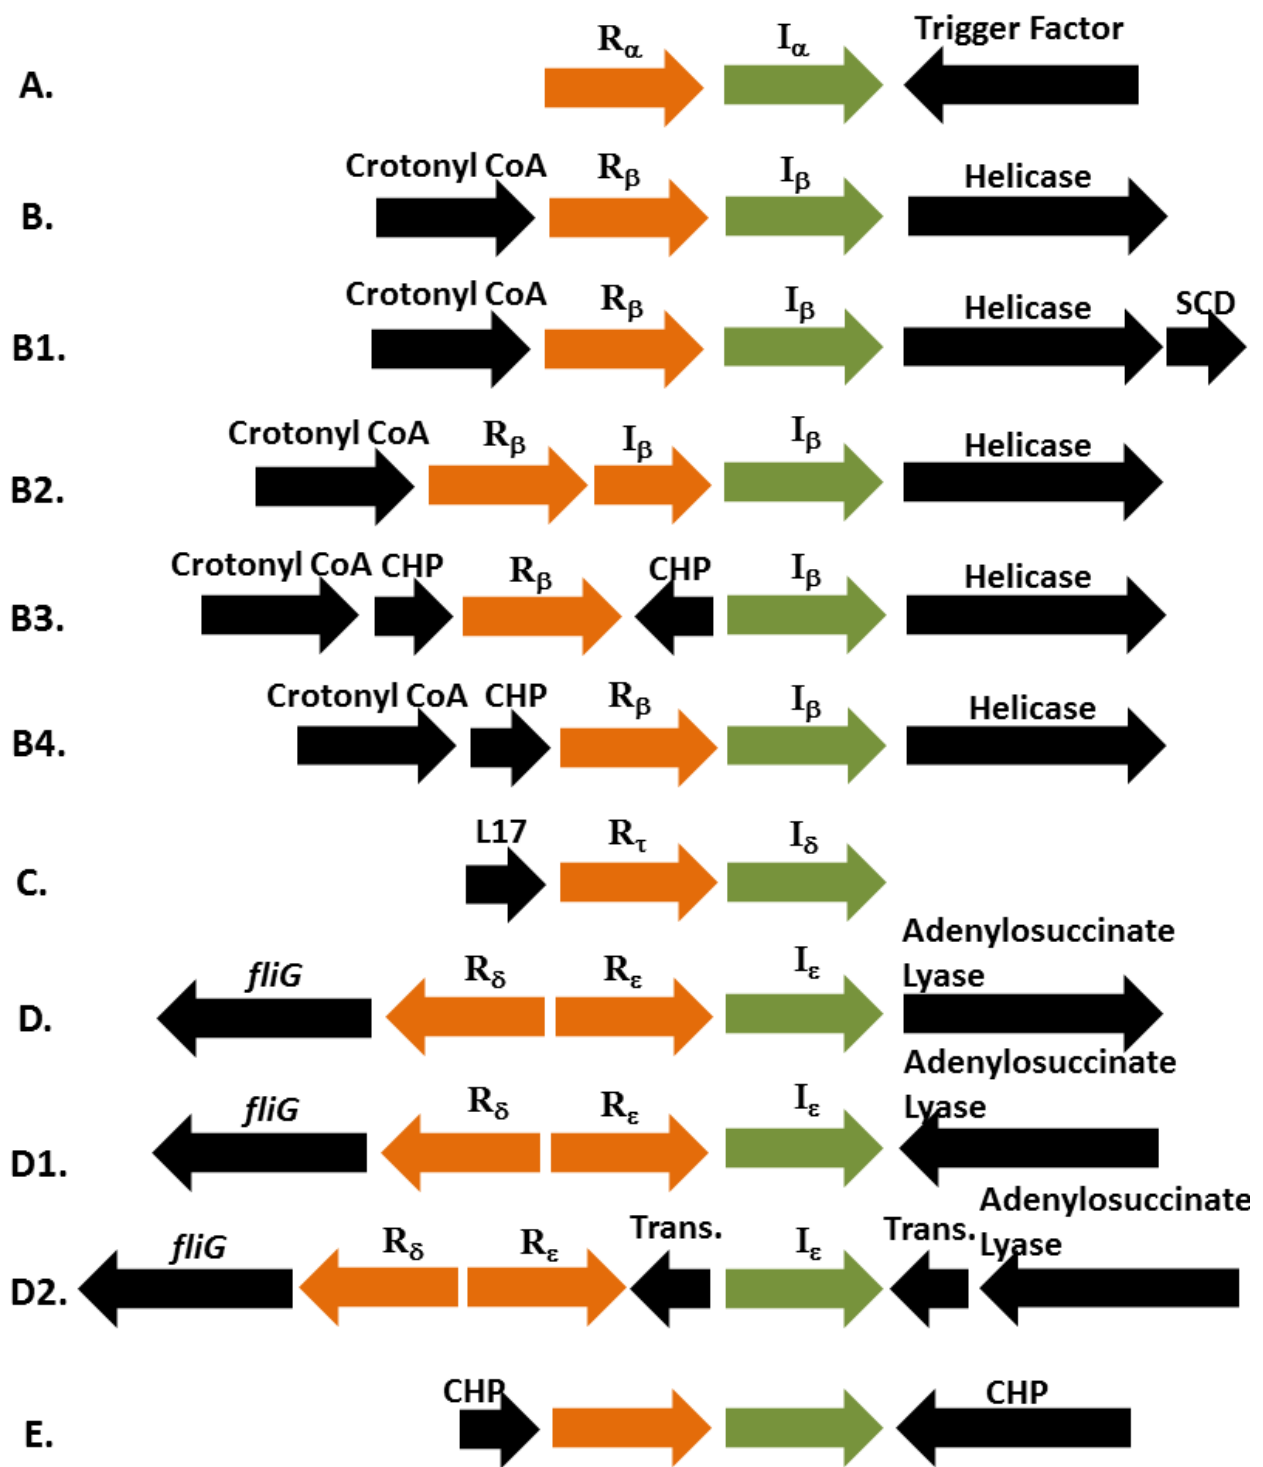 A. Rα Iα Trigger Factor
B. Crotonyl CoA Rβ Iβ Helicase
B1. Crotonyl CoA Rβ Iβ Helicase SCD
B2. Crotonyl CoA Rβ Iβ Iβ Helicase
B3. Crotonyl CoA CHP Rβ CHP Iβ Helicase
B4. Crotonyl CoA CHP Rβ Iβ Helicase
C. L17 Rτ Iδ
D. fliG Rδ Rε Iε Adenylosuccinate
Lyase
D1. fliG Rδ Rε Iε Adenylosuccinate
Lyase
D2. fliG Rδ Rε Trans. Iε Trans. Adenylosuccinate
Lyase
E. CHP CHP